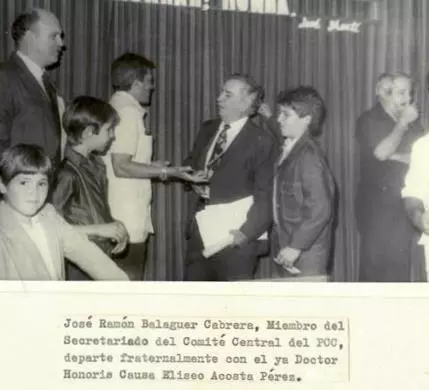 José Martí
José Ramón Balaguer Cabrera, Miembro del
Secretariado del Comité Central del PCC,
departe fraternalmente con el ya Doctor
Honoris Causa Eliseo Acosta Pérez.